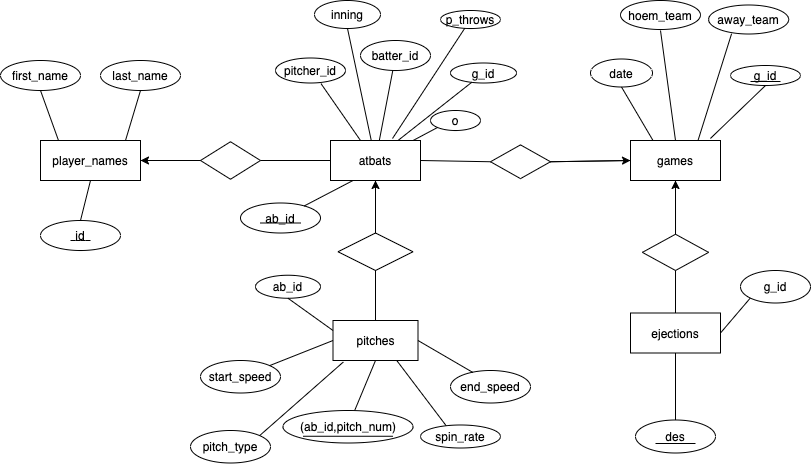 inning
p_throws
hoem_team
away_team
first_name
last_name
pitcher_id
batter_id
g_id
date
g_id
o
player_names
atbats
games
id
ab_id
ab_id
g_id
pitches
ejections
start_speed
end_speed
pitch_type
(ab_id,pitch_num)
spin_rate
des